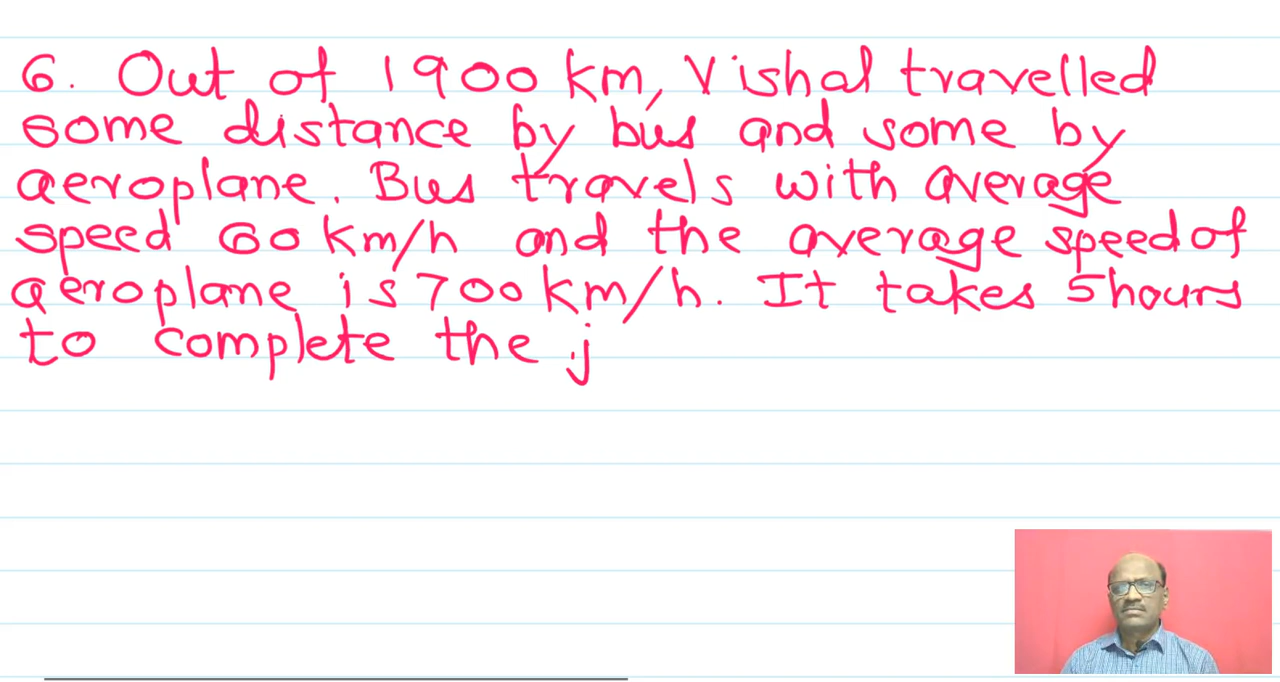 6. Out of 1900 km, Vishal travelled
some distance by bus and some by
aeroplane. Bus travels with average
speed 60 km/h and the average speed of
aeroplane is 700 km/h. It takes 5 hours
to complete the j